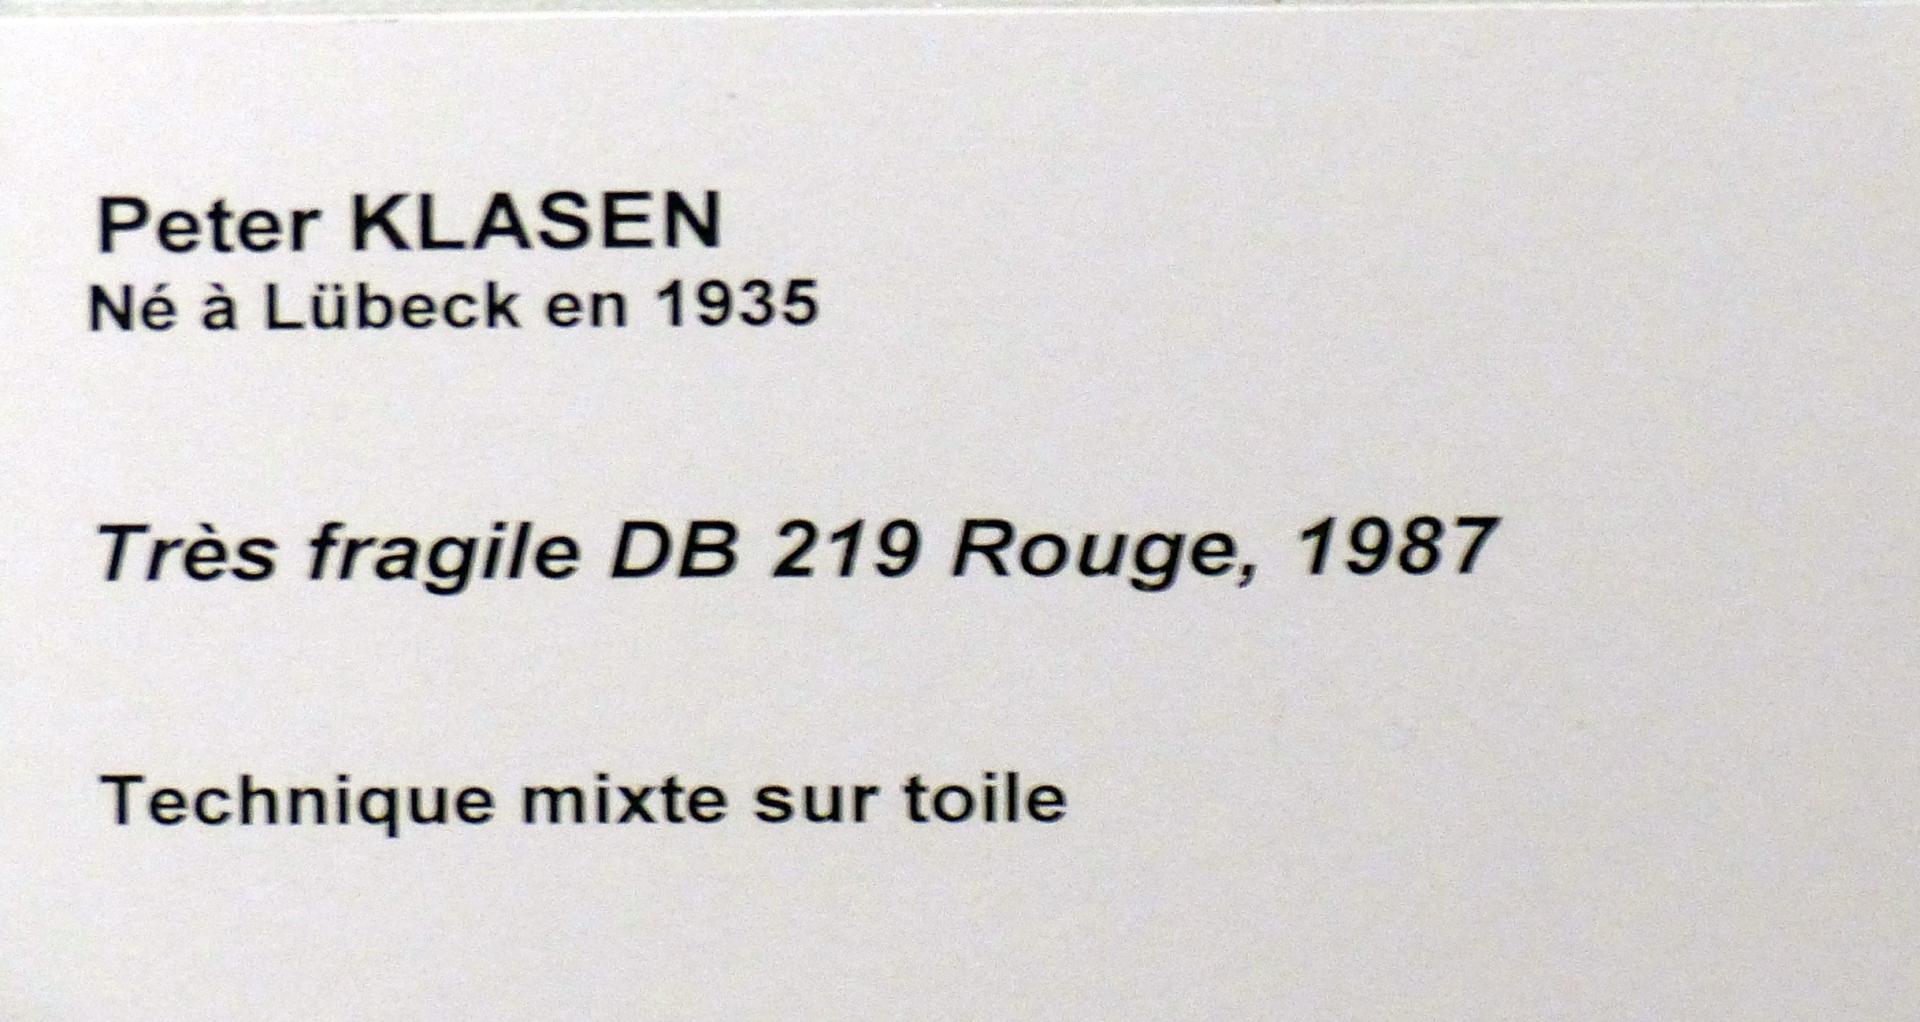 Peter KLASEN
Né à Lübeck en 1935
Très fragile DB 219 Rouge, 1987
Technique mixte sur toile